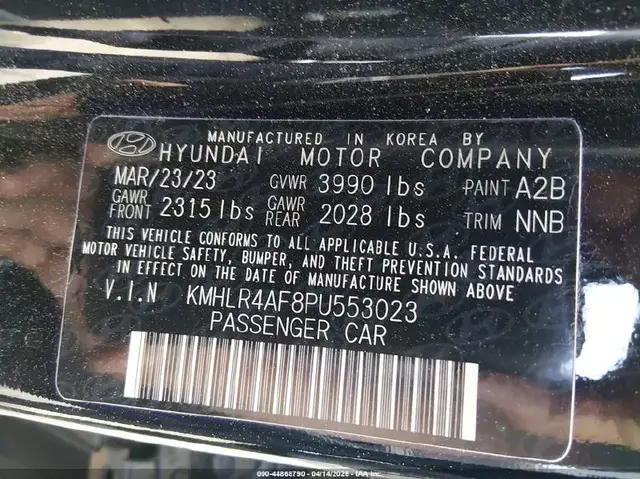 MANUFACTURED IN KOREA BY
HYUNDAI MOTOR COMPANY
MAR/23/23 GVWR 3990 lbs PAINT A2B
GAWR FRONT 2315 lbs GAWR REAR 2028 lbs TRIM NNB
THIS VEHICLE CONFORMS TO ALL APPLICABLE U.S.A. FEDERAL
MOTOR VEHICLE SAFETY, BUMPER, AND THEFT PREVENTION STANDARDS
IN EFFECT ON THE DATE OF MANUFACTURE SHOWN ABOVE
V.I.N KMHLR4AF8PU553023
PASSENGER CAR
000-44868790 - 04/14/2026 - IAA Inc.